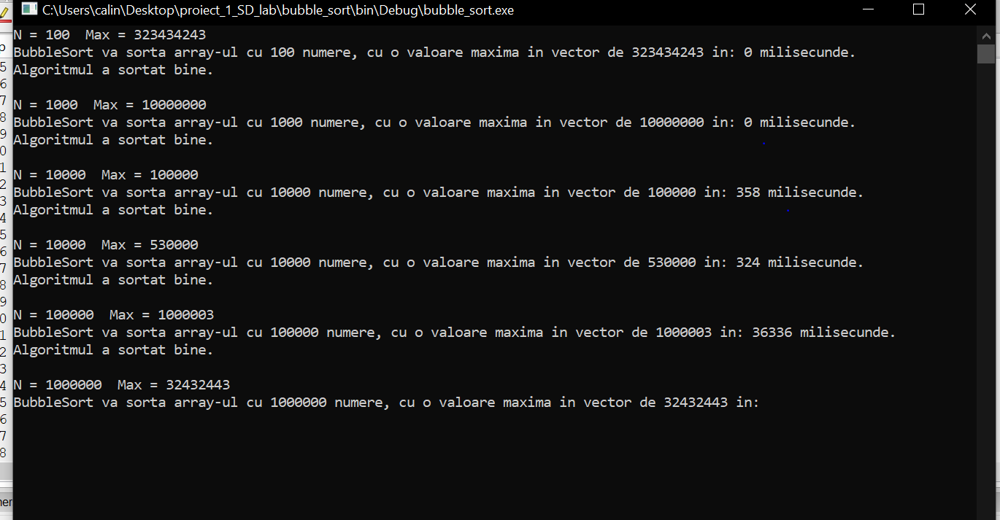 C:\Users\calin\Desktop\proiect_1_SD_lab\bubble_sort\bin\Debug\bubble_sort.exe
N = 100  Max = 323434243
BubbleSort va sorta array-ul cu 100 numere, cu o valoare maxima in vector de 323434243 in: 0 milisecunde.
Algoritmul a sortat bine.
N = 1000  Max = 10000000
BubbleSort va sorta array-ul cu 1000 numere, cu o valoare maxima in vector de 10000000 in: 0 milisecunde.
Algoritmul a sortat bine.
N = 10000  Max = 100000
BubbleSort va sorta array-ul cu 10000 numere, cu o valoare maxima in vector de 100000 in: 358 milisecunde.
Algoritmul a sortat bine.
N = 10000  Max = 530000
BubbleSort va sorta array-ul cu 10000 numere, cu o valoare maxima in vector de 530000 in: 324 milisecunde.
Algoritmul a sortat bine.
N = 100000  Max = 1000003
BubbleSort va sorta array-ul cu 100000 numere, cu o valoare maxima in vector de 1000003 in: 36336 milisecunde.
Algoritmul a sortat bine.
N = 1000000  Max = 32432443
BubbleSort va sorta array-ul cu 1000000 numere, cu o valoare maxima in vector de 32432443 in: